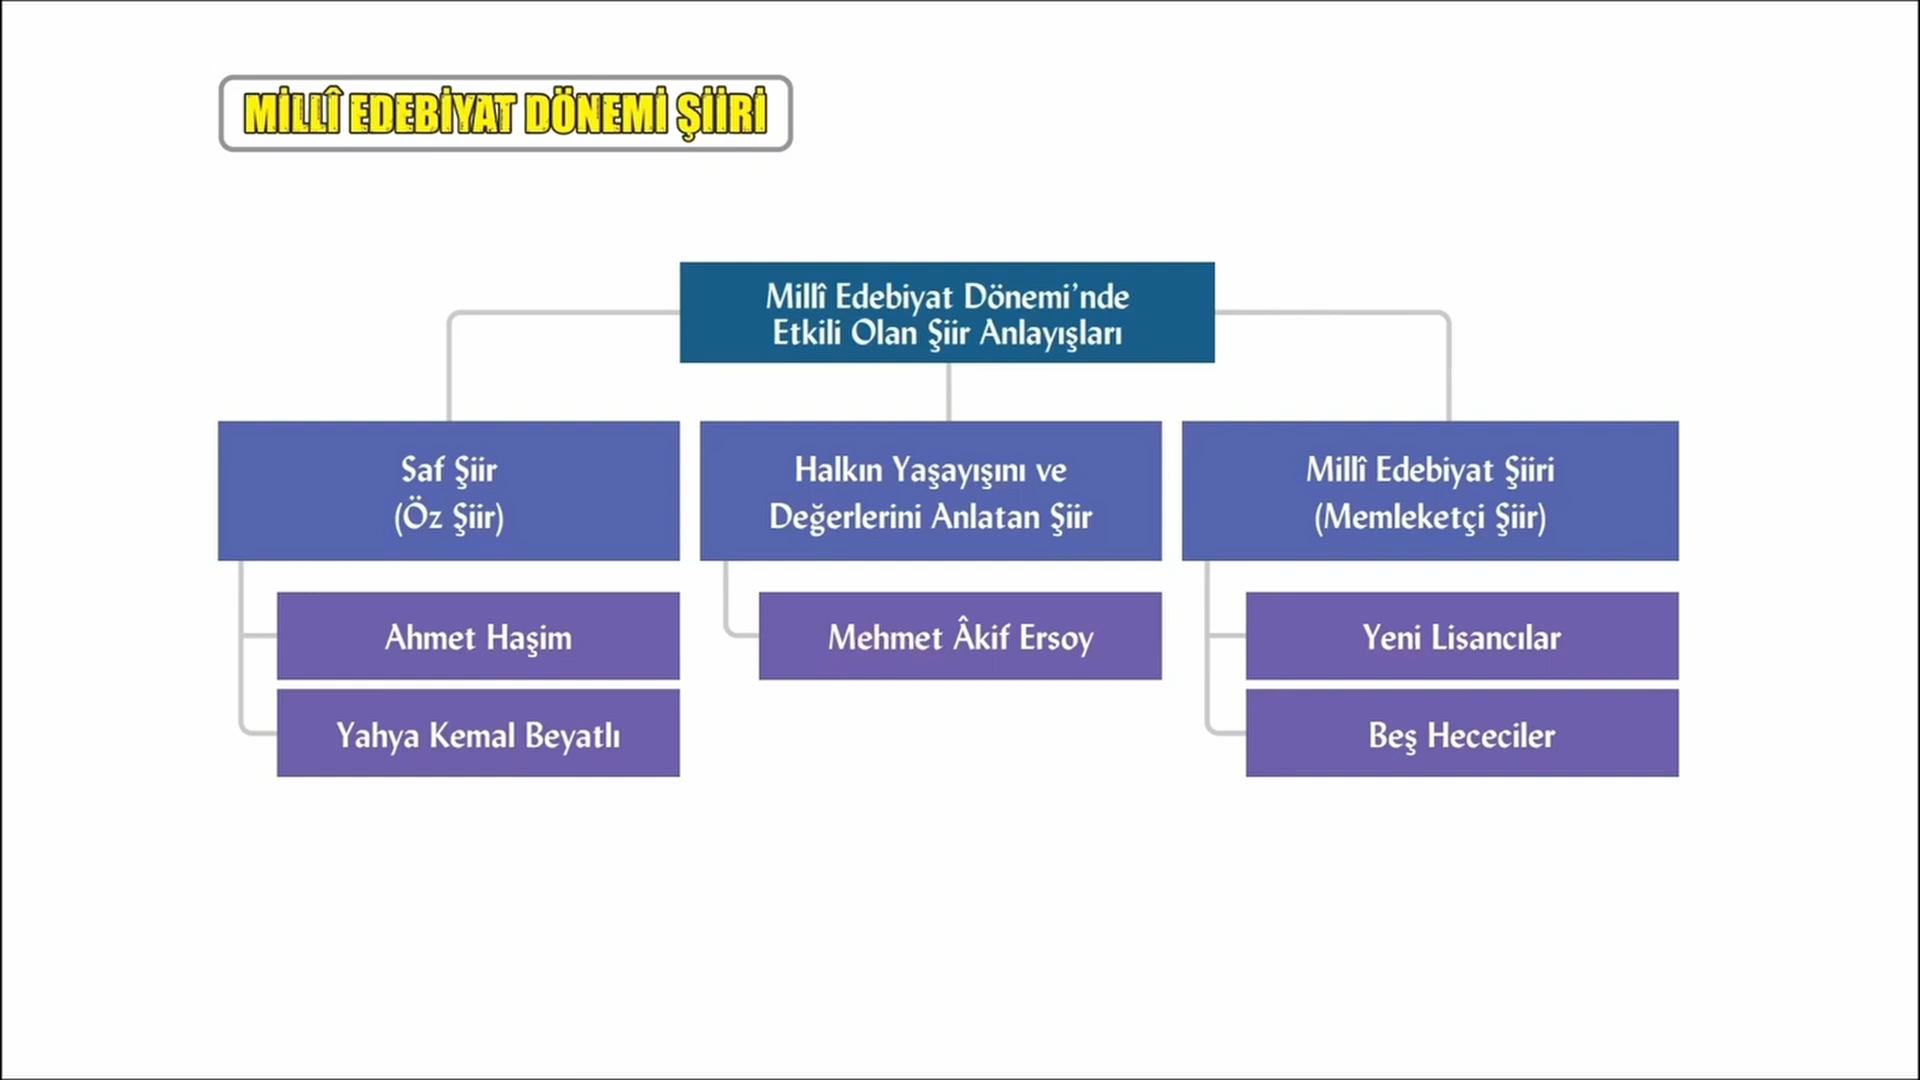 MİLLÎ EDEBİYAT DÖNEMİ ŞİİRİ
Millî Edebiyat Dönemi’nde
Etkili Olan Şiir Anlayışları
Saf Şiir
(Öz Şiir)
Ahmet Haşim
Yahya Kemal Beyatlı
Halkın Yaşayışını ve
Değerlerini Anlatan Şiir
Mehmet Âkif Ersoy
Millî Edebiyat Şiiri
(Memleketçi Şiir)
Yeni Lisancılar
Beş Hececiler